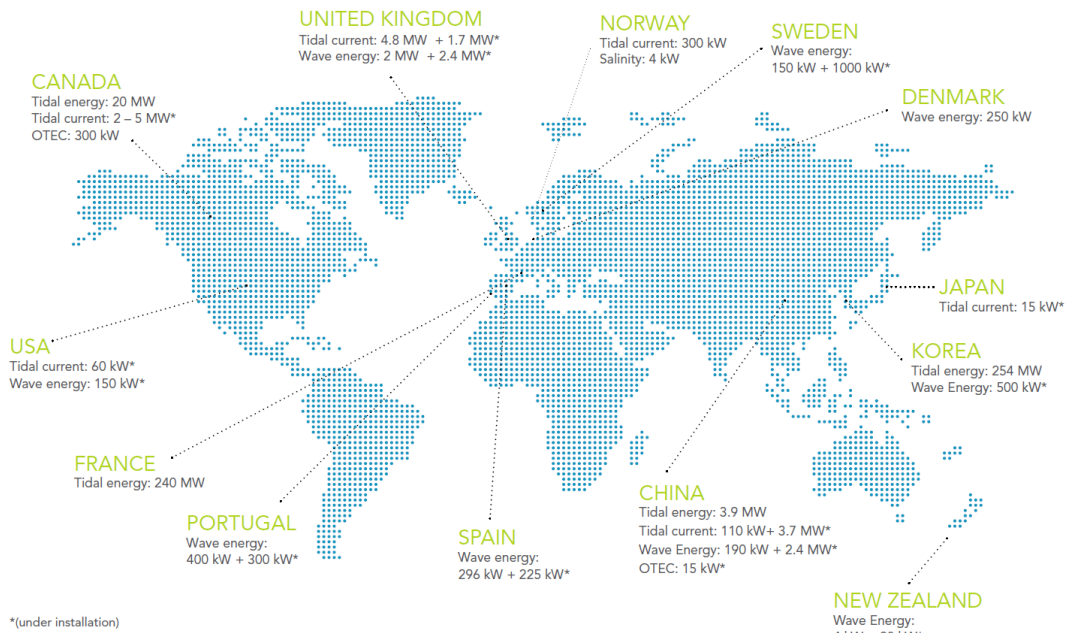 UNITED KINGDOM
Tidal current: 4.8 MW + 1.7 MW*
Wave energy: 2 MW + 2.4 MW*
NORWAY
Tidal current: 300 kW
Salinity: 4 kW
SWEDEN
Wave energy:
150 kW + 1000 kW*
CANADA
Tidal energy: 20 MW
Tidal current: 2 – 5 MW*
OTEC: 300 kW
DENMARK
Wave energy: 250 kW
JAPAN
Tidal current: 15 kW*
USA
Tidal current: 60 kW*
Wave energy: 150 kW*
KOREA
Tidal energy: 254 MW
Wave Energy: 500 kW*
FRANCE
Tidal energy: 240 MW
PORTUGAL
Wave energy:
400 kW + 300 kW*
SPAIN
Wave energy:
296 kW + 225 kW*
CHINA
Tidal energy: 3.9 MW
Tidal current: 110 kW+ 3.7 MW*
Wave Energy: 190 kW + 2.4 MW*
OTEC: 15 kW*
NEW ZEALAND
Wave Energy:
*(under installation)